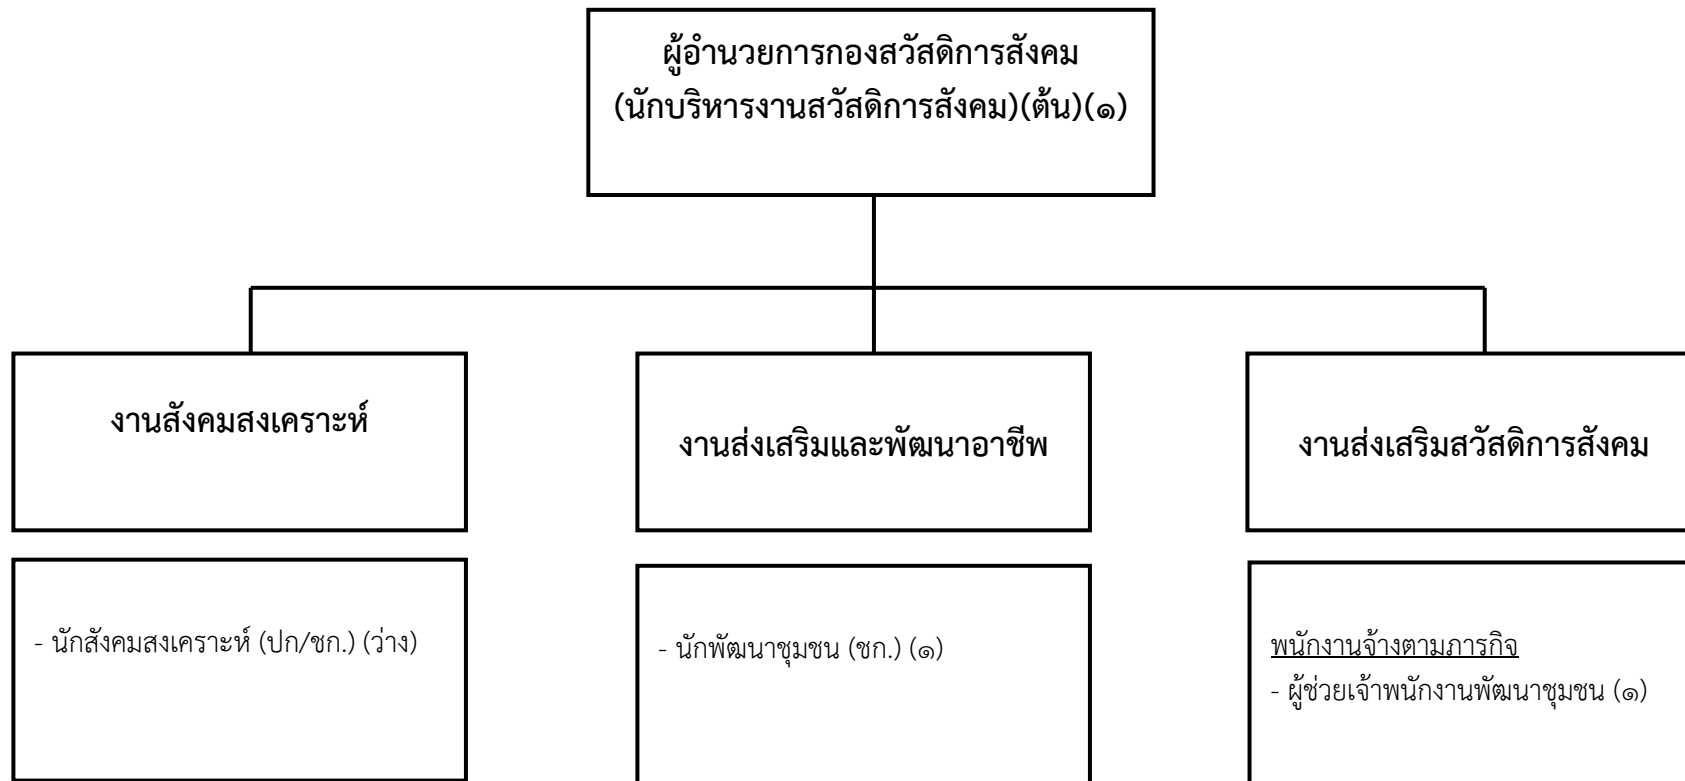 ผู้อำนวยการกองสวัสดิการสังคม
(นักบริหารงานสวัสดิการสังคม)(ต้น)(๑)
งานสังคมสงเคราะห์
งานส่งเสริมและพัฒนาอาชีพ
งานส่งเสริมสวัสดิการสังคม
- นักสังคมสงเคราะห์ (ปก/ชก.) (ว่าง)
- นักพัฒนาชุมชน (ชก.) (๑)
พนักงานจ้างตามภารกิจ
- ผู้ช่วยเจ้าพนักงานพัฒนาชุมชน (๑)